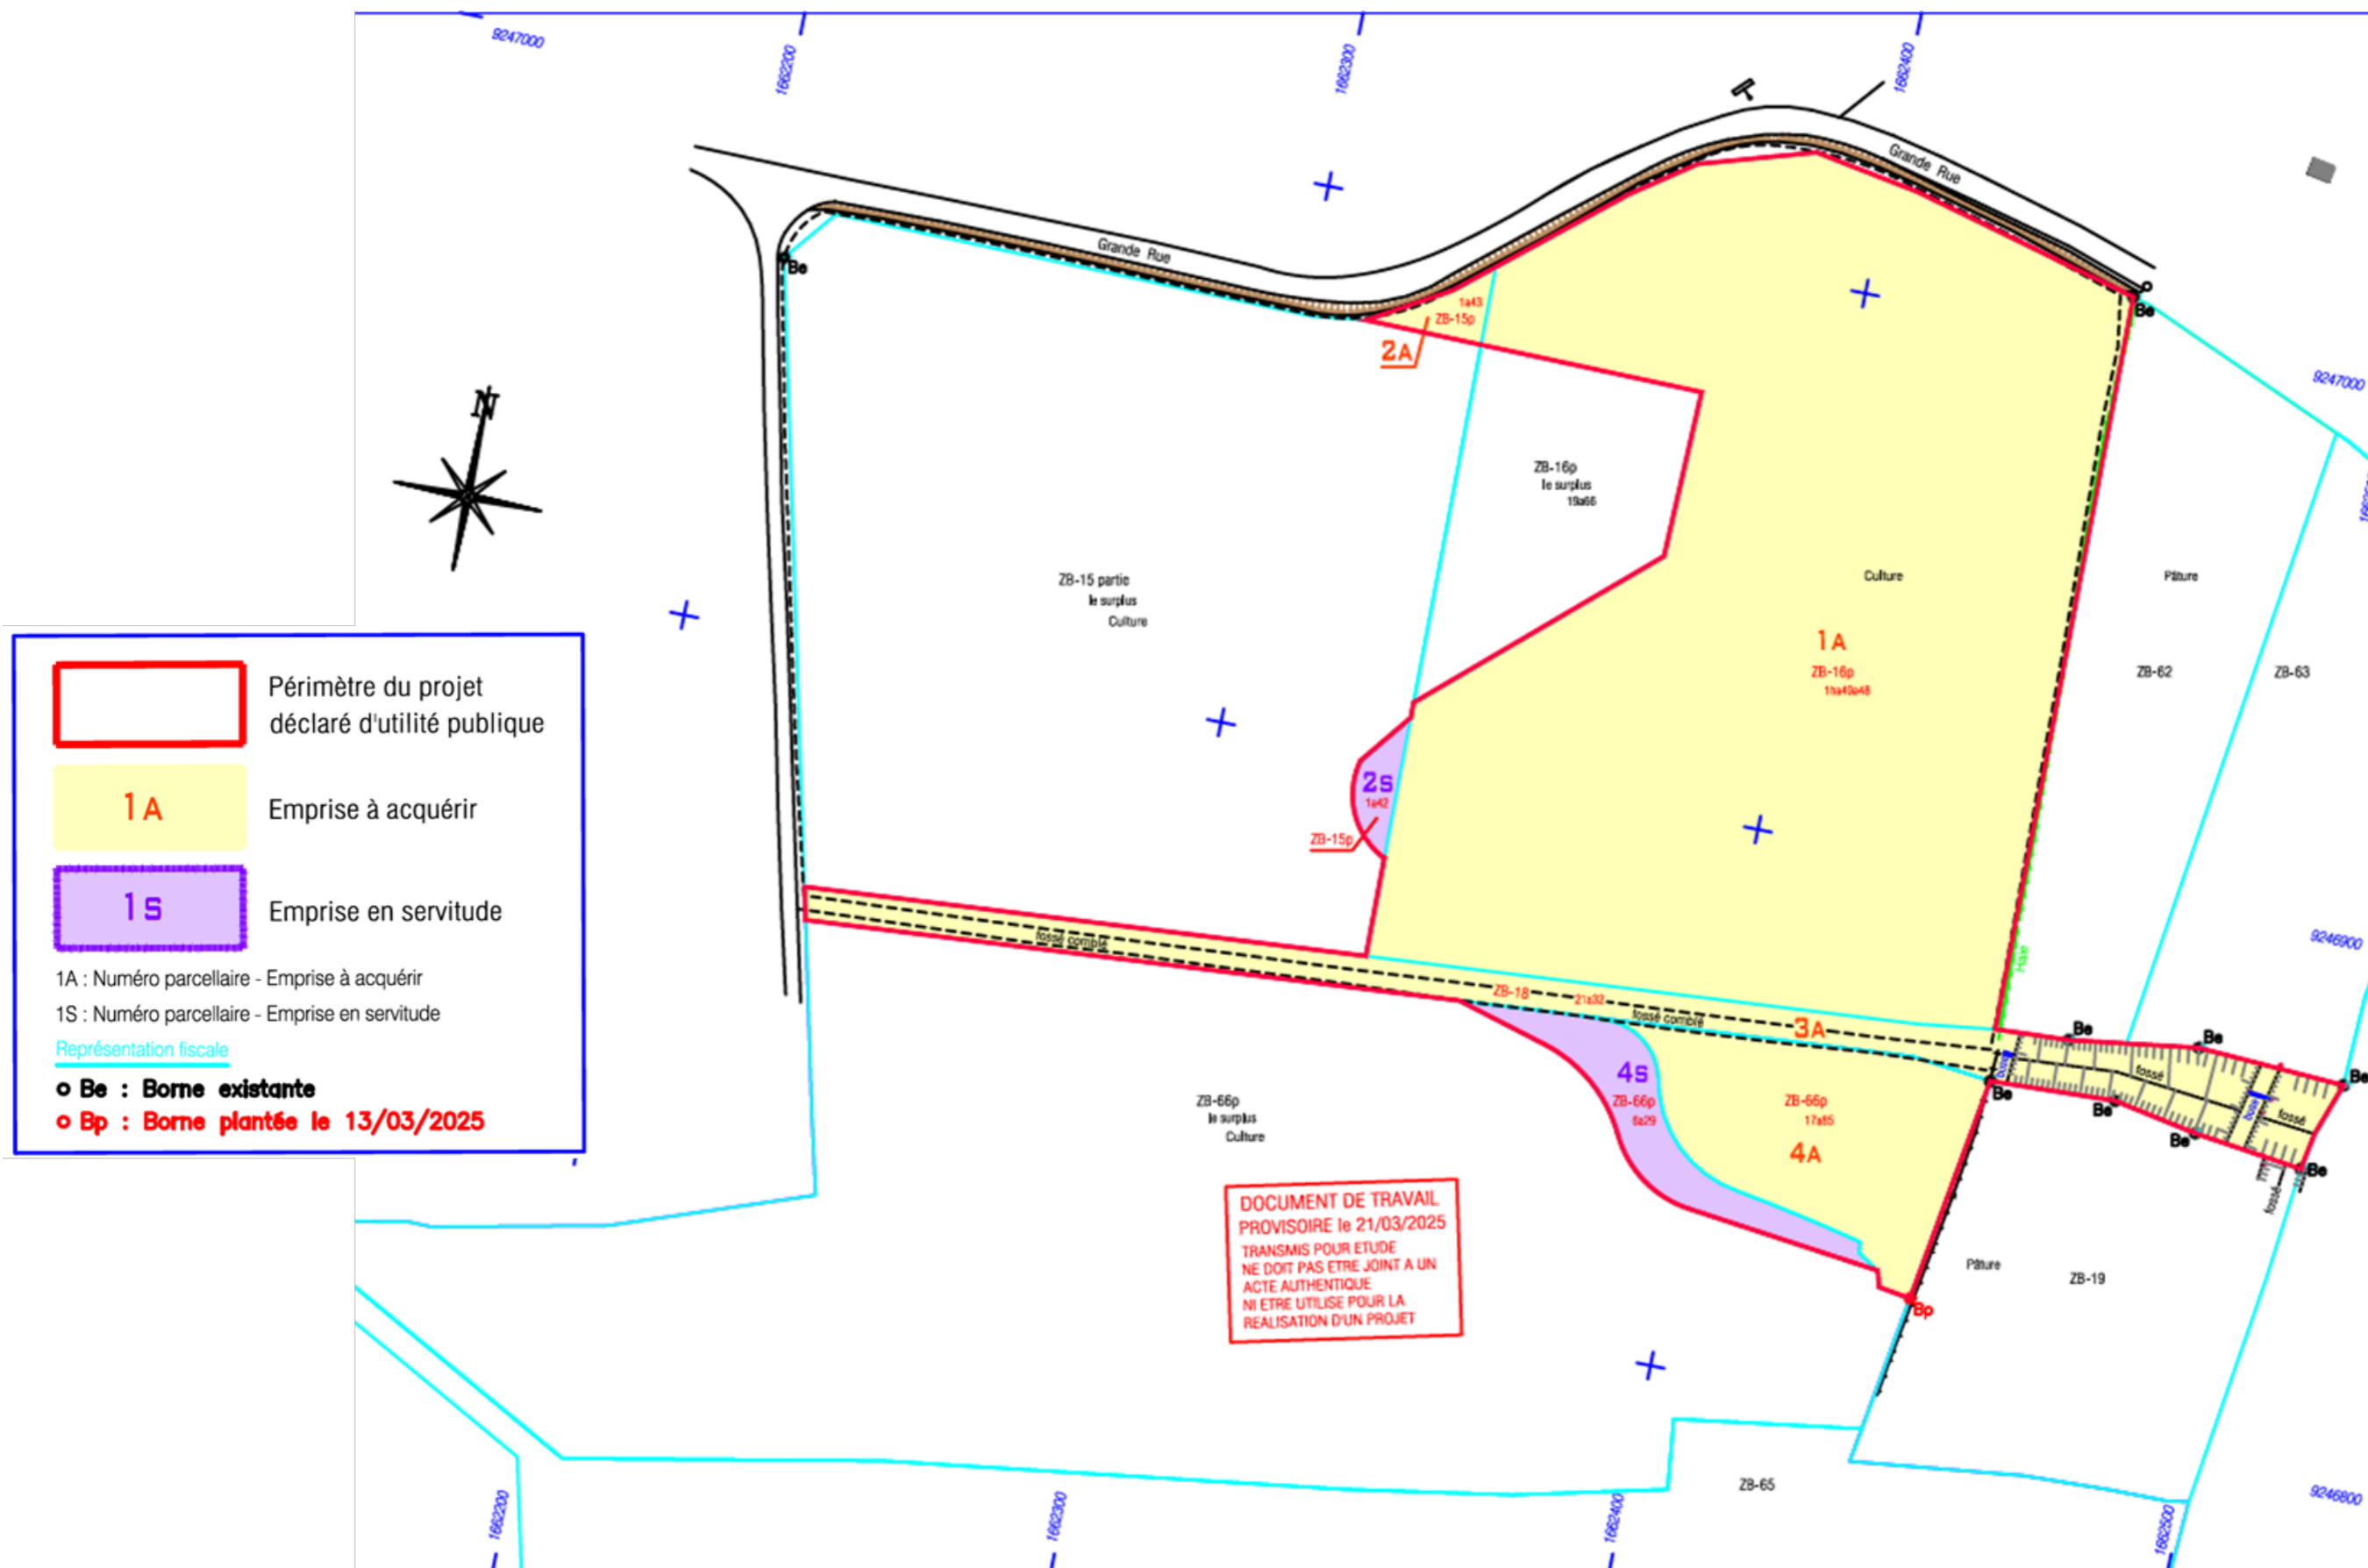 9247000
1662200
1662300
1662400
Grande Rue
Grande Rue
Be
Be
1a43
ZB-15p
2A
9247000
N
ZB-16p
le surplus
19a66
ZB-15 partie
le surplus
Culture
Culture
Pâture
1A
ZB-16p
1ha49a48
ZB-62
ZB-63
Périmètre du projet
déclaré d'utilité publique
1A
Emprise à acquérir
1S
Emprise en servitude
1A : Numéro parcellaire - Emprise à acquérir
1S : Numéro parcellaire - Emprise en servitude
Représentation fiscale
Be : Borne existante
Bp : Borne plantée le 13/03/2025
2S
1a42
ZB-15p
fossé comblé
9246900
Haie
ZB-18
21a32
fossé comblé
3A
Be
Be
Be
fossé
buse
buse
fossé
Be
Be
Be
Be
fossé
4S
ZB-66p
6a29
ZB-66p
17a85
4A
ZB-66p
le surplus
Culture
DOCUMENT DE TRAVAIL
PROVISOIRE le 21/03/2025
TRANSMIS POUR ETUDE
NE DOIT PAS ETRE JOINT A UN
ACTE AUTHENTIQUE
NI ETRE UTILISE POUR LA
REALISATION D'UN PROJET
Pâture
ZB-19
Bp
ZB-65
9246800
1662200
1662300
1662400
1662500